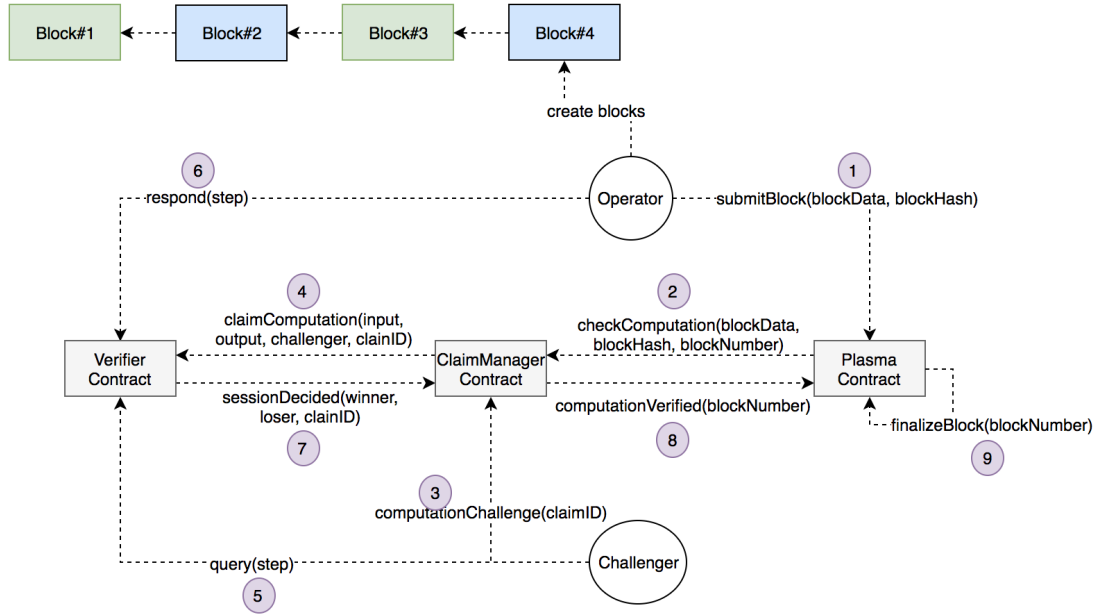 Block#1
Block#2
Block#3
Block#4
create blocks
6
1
respond(step)
Operator
submitBlock(blockData, blockHash)
4
2
claimComputation(input,
output, challenger, clainID)
checkComputation(blockData,
blockHash, blockNumber)
Verifier
Contract
ClaimManager
Contract
Plasma
Contract
sessionDecided(winner,
loser, clainID)
computationVerified(blockNumber)
finalizeBlock(blockNumber)
7
8
9
3
computationChallenge(claimID)
query(step)
Challenger
5